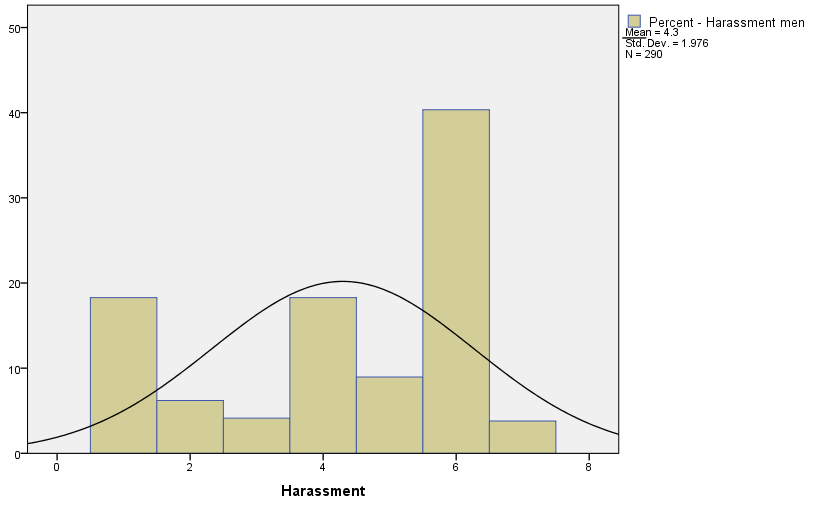 Percent - Harassment men
Mean = 4.3
Std. Dev. = 1.976
N = 290
50
40
30
20
10
0
0 2 4 6 8
Harassment